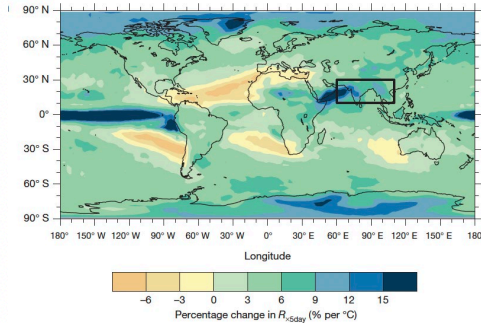 90° N
60° N
30° N
0°
30° S
60° S
90° S
180° 150° W 120° W 90° W 60° W 30° W 0° 30° E 60° E 90° E 120° E 150° E 180°
Longitude
−6 −3 0 3 6 9 12 15
Percentage change in R×5day (% per °C)